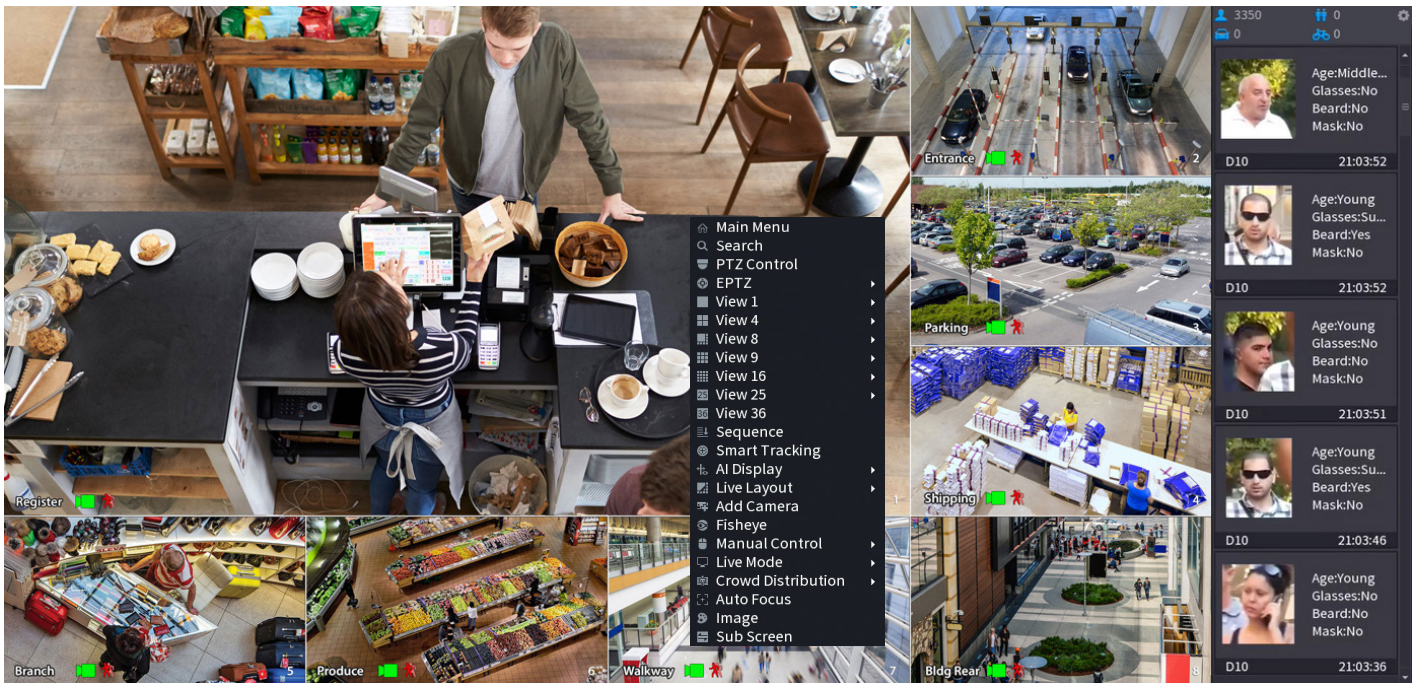 Register
1
Entrance
2
Parking
3
Shipping
4
Branch
5
Produce
6
Walkway
7
Bldg Rear
8
Main Menu
Search
PTZ Control
EPTZ
View 1
View 4
View 8
View 9
View 16
25 View 25
36 View 36
Sequence
Smart Tracking
AI Display
Live Layout
Add Camera
Fisheye
Manual Control
Live Mode
Crowd Distribution
Auto Focus
Image
Sub Screen
3350 0
0 0
Age:Middle...
Glasses:No
Beard:No
Mask:No
D10 21:03:52
Age:Young
Glasses:Su...
Beard:Yes
Mask:No
D10 21:03:52
Age:Young
Glasses:No
Beard:No
Mask:No
D10 21:03:51
Age:Young
Glasses:Su...
Beard:Yes
Mask:No
D10 21:03:46
Age:Young
Glasses:No
Beard:No
Mask:No
D10 21:03:36